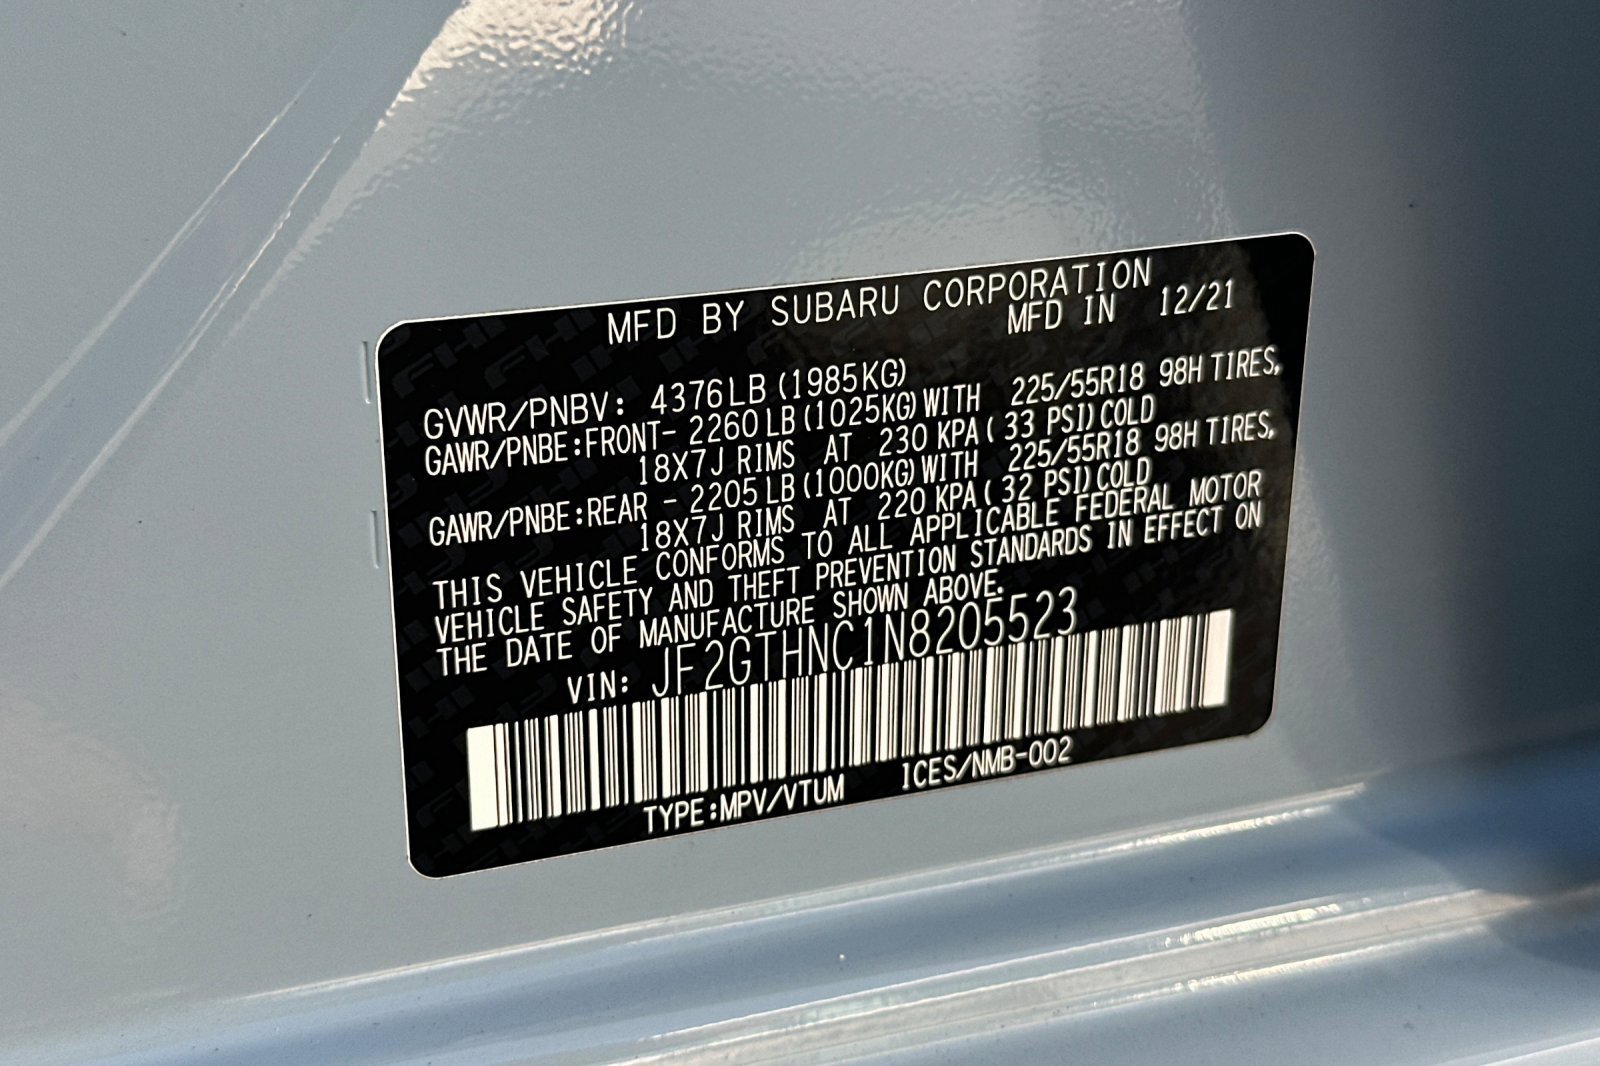 MFD BY SUBARU CORPORATION
MFD IN 12/21
GVWR/PNBV: 4376LB (1985KG)
GAWR/PNBE:FRONT- 2260LB (1025KG)WITH 225/55R18 98H TIRES,
18X7J RIMS AT 230 KPA( 33 PSI)COLD
GAWR/PNBE:REAR - 2205LB (1000KG)WITH 225/55R18 98H TIRES,
18X7J RIMS AT 220 KPA( 32 PSI)COLD
THIS VEHICLE CONFORMS TO ALL APPLICABLE FEDERAL MOTOR
VEHICLE SAFETY AND THEFT PREVENTION STANDARDS IN EFFECT ON
THE DATE OF MANUFACTURE SHOWN ABOVE.
VIN: JF2GTHNC1N8205523
TYPE:MPV/VTUM ICES/NMB-002